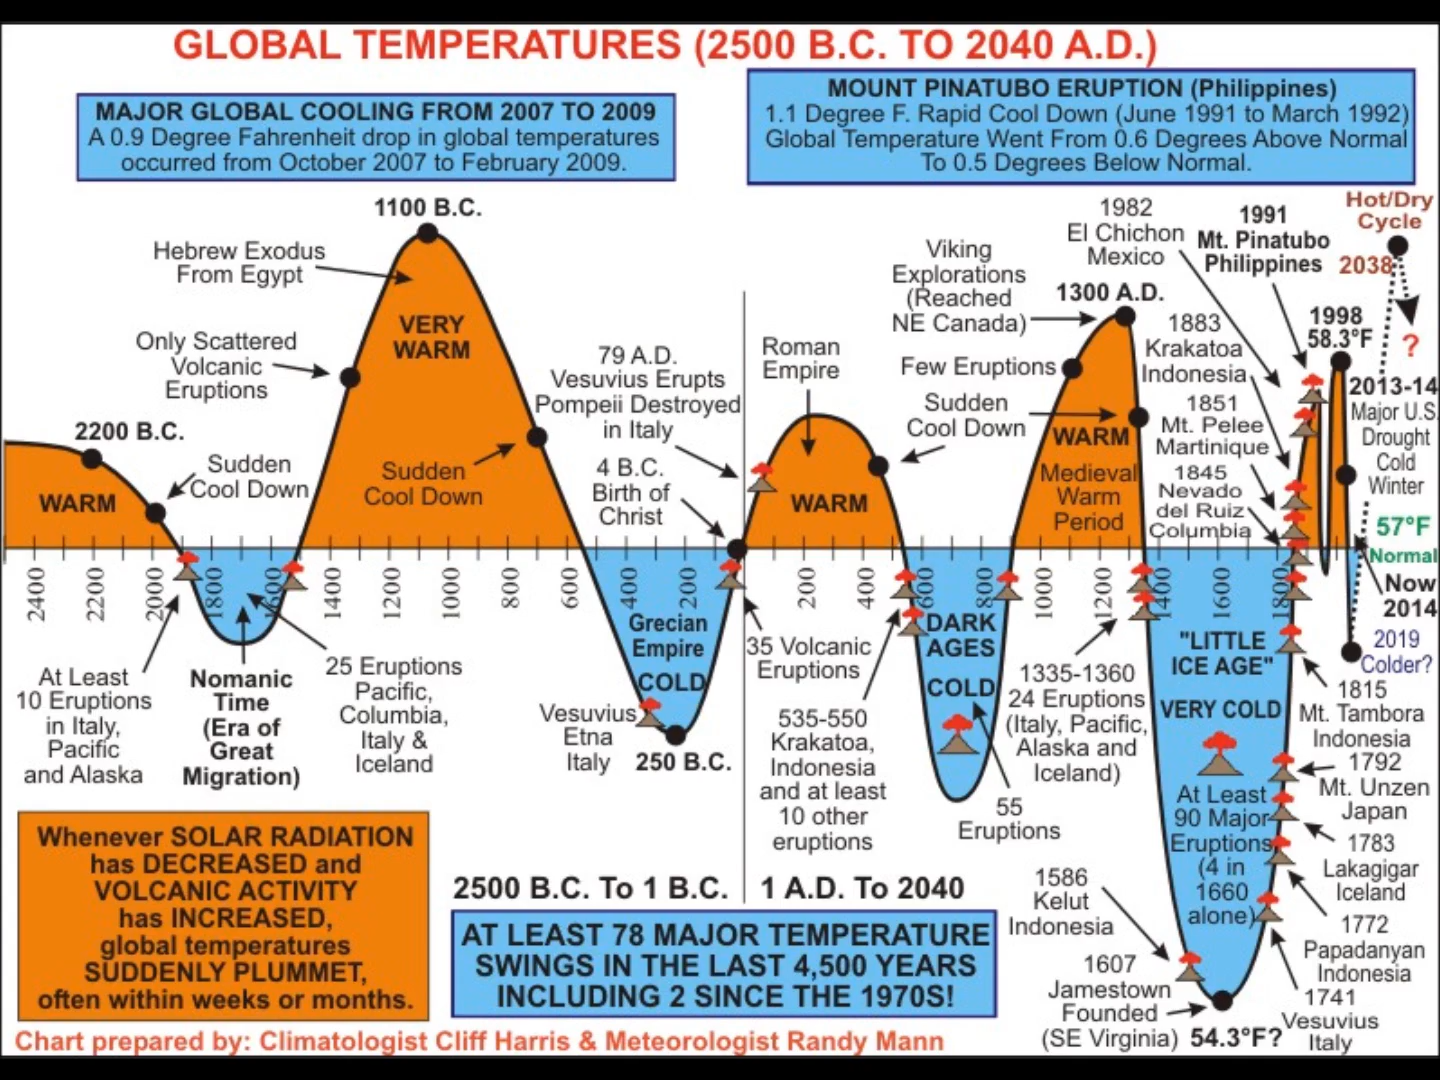 GLOBAL TEMPERATURES (2500 B.C. TO 2040 A.D.)
MAJOR GLOBAL COOLING FROM 2007 TO 2009
A 0.9 Degree Fahrenheit drop in global temperatures
occurred from October 2007 to February 2009.
MOUNT PINATUBO ERUPTION (Philippines)
1.1 Degree F. Rapid Cool Down (June 1991 to March 1992)
Global Temperature Went From 0.6 Degrees Above Normal
To 0.5 Degrees Below Normal.
2200 B.C.
WARM
Sudden
Cool Down
1100 B.C.
Hebrew Exodus
From Egypt
Only Scattered
Volcanic
Eruptions
VERY
WARM
Sudden
Cool Down
79 A.D.
Vesuvius Erupts
Pompeii Destroyed
in Italy
4 B.C.
Birth of
Christ
Roman
Empire
WARM
Viking
Explorations
(Reached
NE Canada)
Few Eruptions
Sudden
Cool Down
1300 A.D.
WARM
Medieval
Warm
Period
1982
El Chichon
Mexico
1991
Mt. Pinatubo
Philippines
1883
Krakatoa
Indonesia
1851
Mt. Pelee
Martinique
1845
Nevado
del Ruiz
Columbia
Hot/Dry
Cycle
2038
?
1998
58.3°F
2013-14
Major U.S.
Drought
Cold
Winter
57°F
Normal
Now
2014
2019
Colder?
2400
2200
2000
1800
1600
1400
1200
1000
800
600
400
200
200
400
600
800
1000
1200
1400
1600
1800
At Least
10 Eruptions
in Italy,
Pacific
and Alaska
Nomanic
Time
(Era of
Great
Migration)
25 Eruptions
Pacific,
Columbia,
Italy &
Iceland
Grecian
Empire
COLD
Vesuvius
Etna
Italy
250 B.C.
35 Volcanic
Eruptions
535-550
Krakatoa,
Indonesia
and at least
10 other
eruptions
DARK
AGES
COLD
55
Eruptions
1335-1360
24 Eruptions
(Italy, Pacific,
Alaska and
Iceland)
"LITTLE
ICE AGE"
VERY COLD
At Least
90 Major
Eruptions
(4 in
1660
alone)
1815
Mt. Tambora
Indonesia
1792
Mt. Unzen
Japan
1783
Lakagigar
Iceland
1772
Papadanyan
Indonesia
1741
Vesuvius
Italy
1586
Kelut
Indonesia
1607
Jamestown
Founded
(SE Virginia)
54.3°F?
Whenever SOLAR RADIATION
has DECREASED and
VOLCANIC ACTIVITY
has INCREASED,
global temperatures
SUDDENLY PLUMMET,
often within weeks or months.
2500 B.C. To 1 B.C.
1 A.D. To 2040
AT LEAST 78 MAJOR TEMPERATURE
SWINGS IN THE LAST 4,500 YEARS
INCLUDING 2 SINCE THE 1970S!
Chart prepared by: Climatologist Cliff Harris & Meteorologist Randy Mann